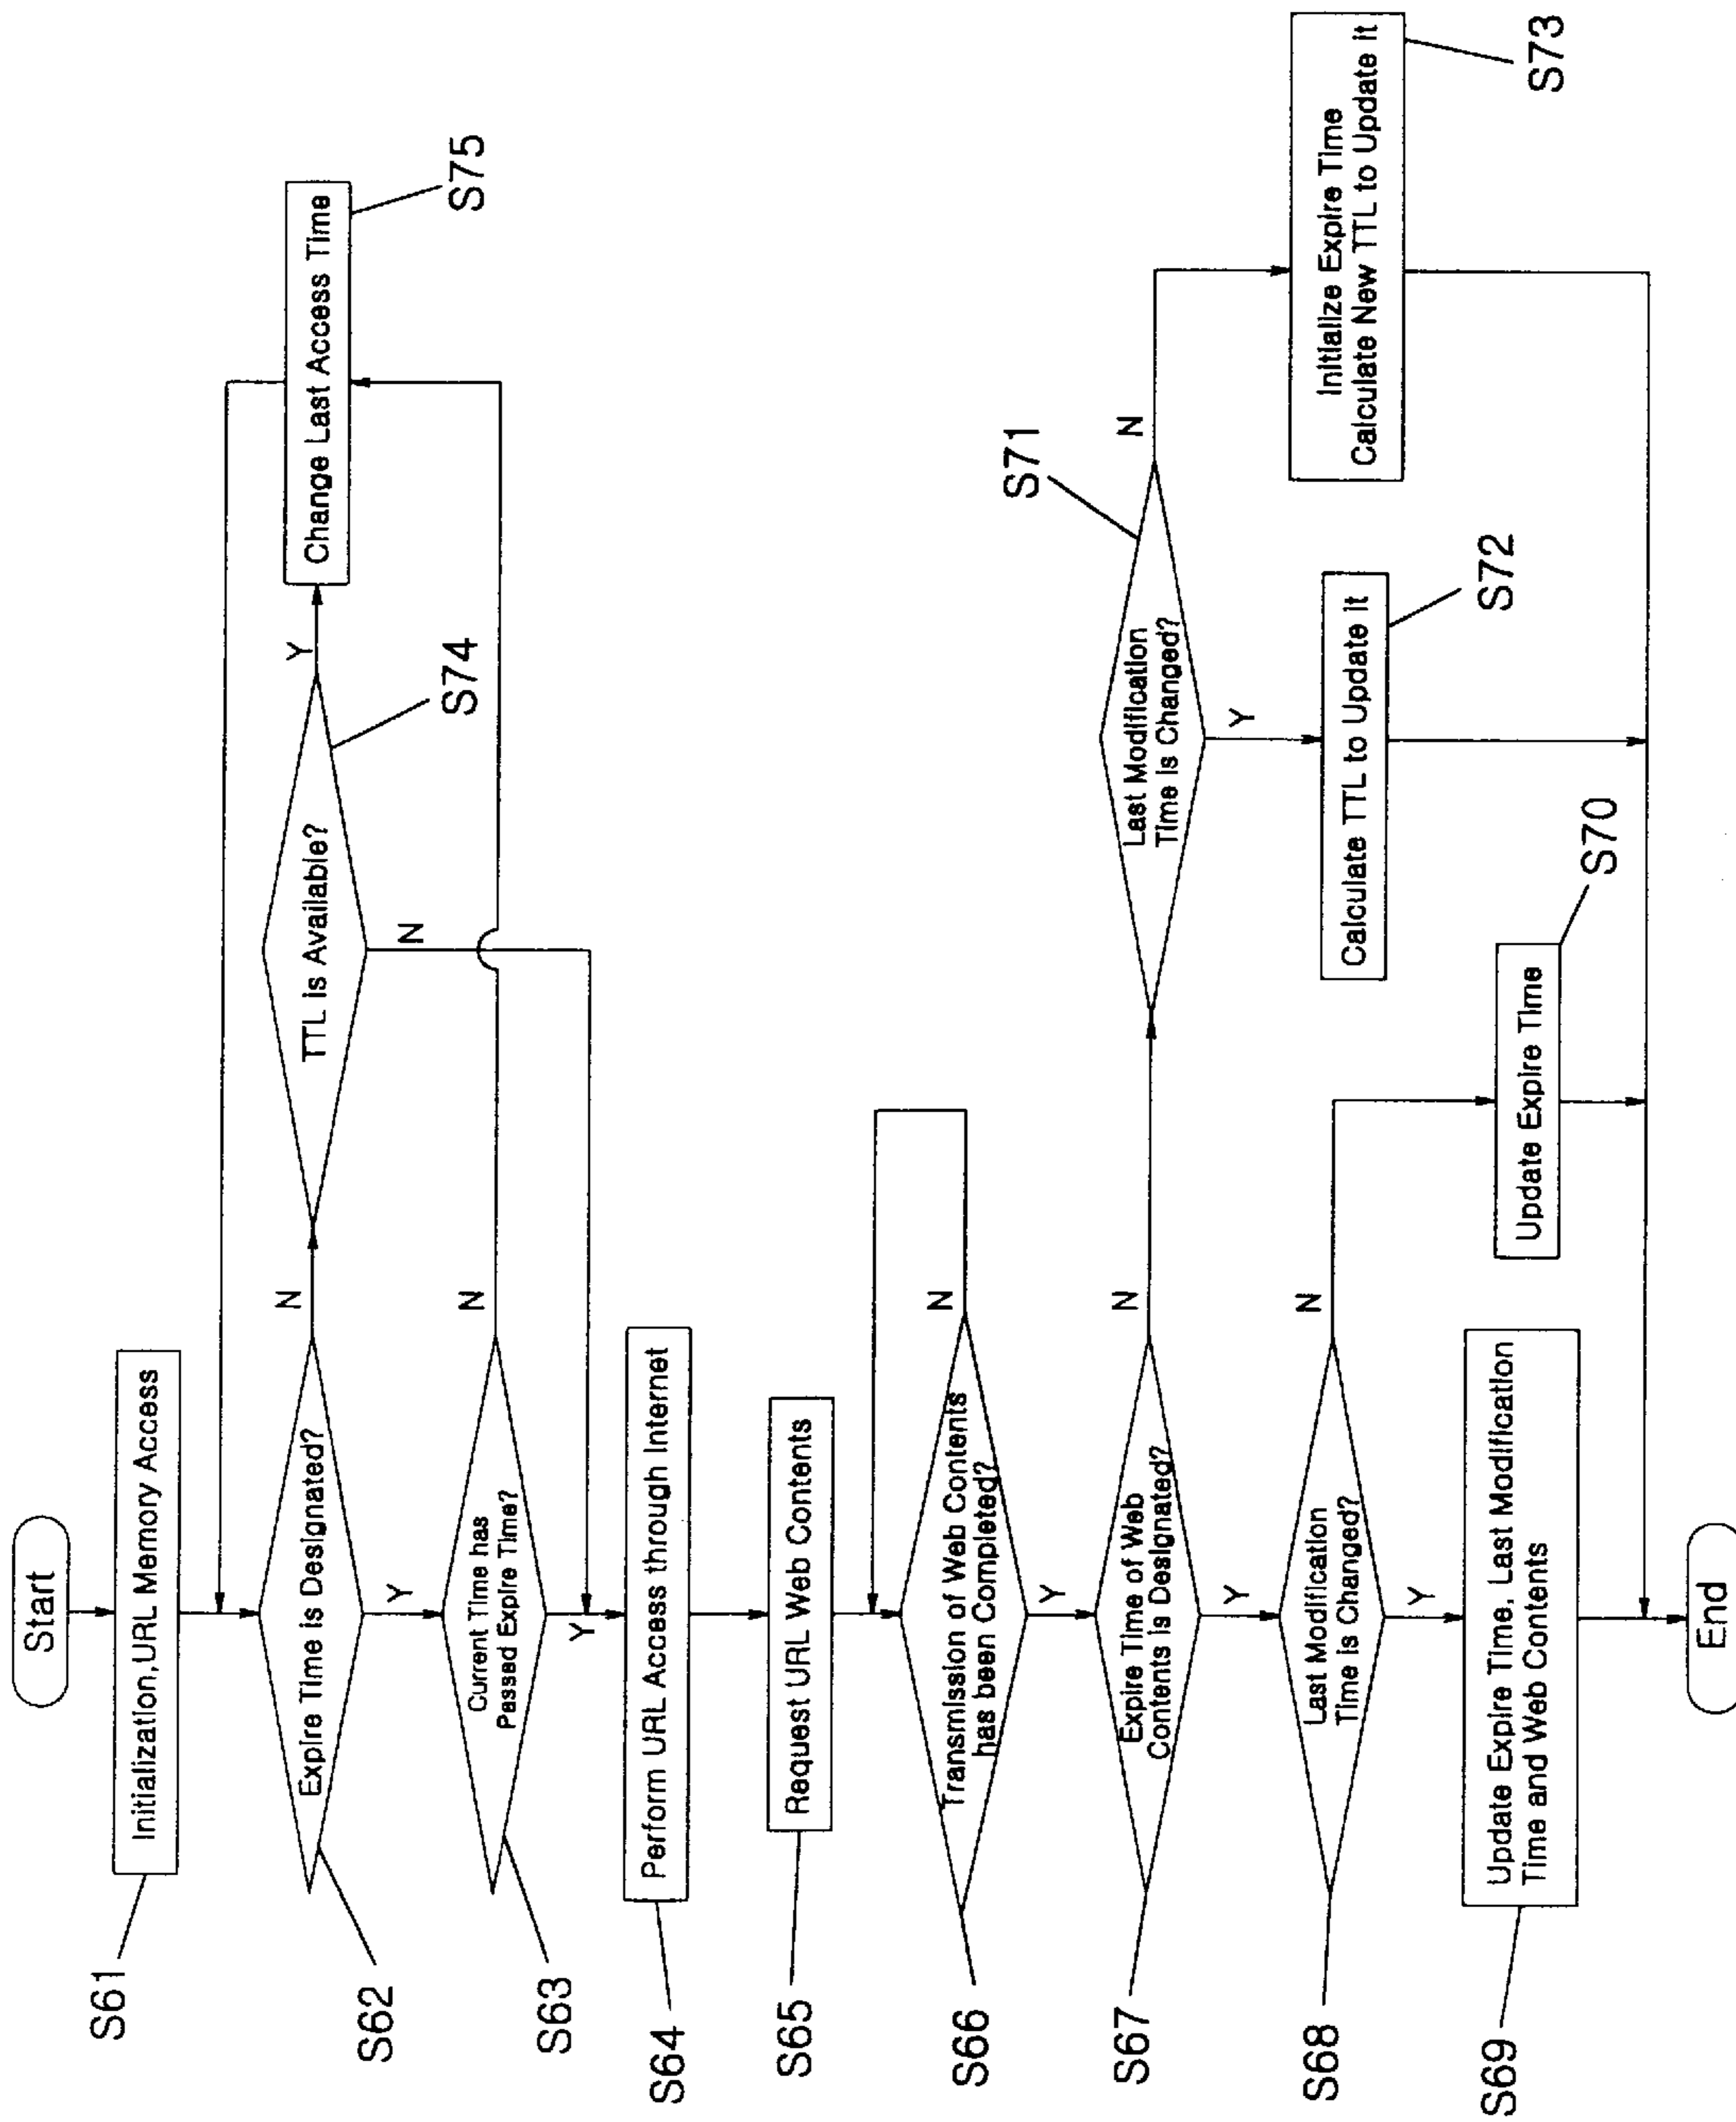 Start
Initialization,URL Memory Access
S61
Expire Time is Designated?
S62
N
Y
TTL is Available?
S74
Y
N
Change Last Access Time
S75
Current Time has
Passed Expire Time?
S63
N
Y
Perform URL Access through Internet
S64
Request URL Web Contents
S65
Transmission of Web Contents
has been Completed?
S66
N
Y
Expire Time of Web
Contents is Designated?
S67
N
Y
Last Modification
Time is Changed?
S71
N
Y
Last Modification
Time is Changed?
S68
N
Y
Calculate TTL to Update It
S72
Initialize Expire Time
Calculate New TTL to Update It
S73
Update Expire Time, Last Modification
Time and Web Contents
S69
Update Expire Time
S70
End